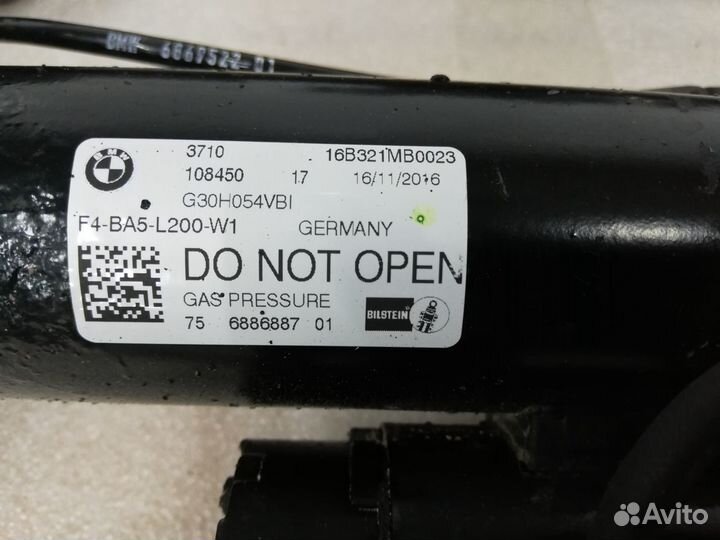 BMW 6867522 01
BMW
3710 16B321MB0023
108450 17 16/11/2016
G30H054VBI
F4-BA5-L200-W1 GERMANY
DO NOT OPEN
GAS PRESSURE
BILSTEIN
75 6886887 01
Avito